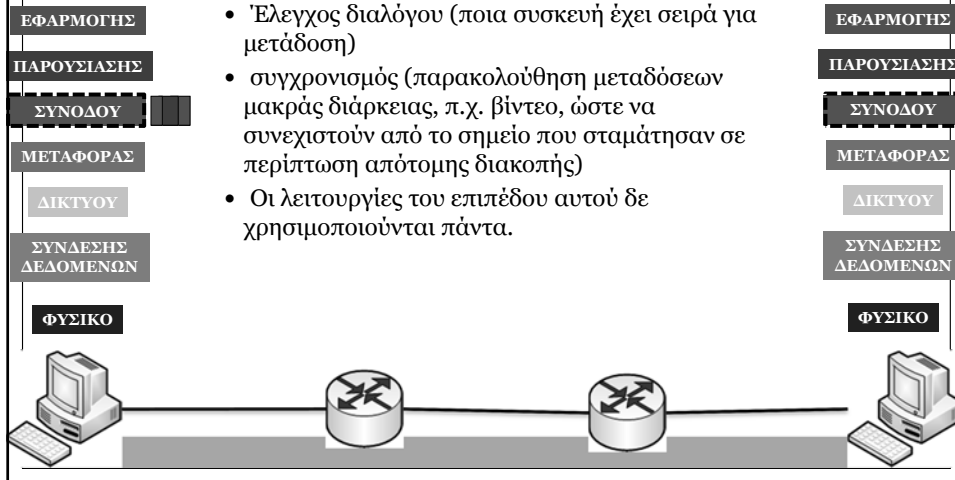 ΕΦΑΡΜΟΓΗΣ
ΠΑΡΟΥΣΙΑΣΗΣ
ΣΥΝΟΔΟΥ
ΜΕΤΑΦΟΡΑΣ
ΔΙΚΤΥΟΥ
ΣΥΝΔΕΣΗΣ
ΔΕΔΟΜΕΝΩΝ
ΦΥΣΙΚΟ
• Έλεγχος διαλόγου (ποια συσκευή έχει σειρά για
μετάδοση)
• συγχρονισμός (παρακολούθηση μεταδόσεων
μακράς διάρκειας, π.χ. βίντεο, ώστε να
συνεχιστούν από το σημείο που σταμάτησαν σε
περίπτωση απότομης διακοπής)
• Οι λειτουργίες του επιπέδου αυτού δε
χρησιμοποιούνται πάντα.
ΕΦΑΡΜΟΓΗΣ
ΠΑΡΟΥΣΙΑΣΗΣ
ΣΥΝΟΔΟΥ
ΜΕΤΑΦΟΡΑΣ
ΔΙΚΤΥΟΥ
ΣΥΝΔΕΣΗΣ
ΔΕΔΟΜΕΝΩΝ
ΦΥΣΙΚΟ